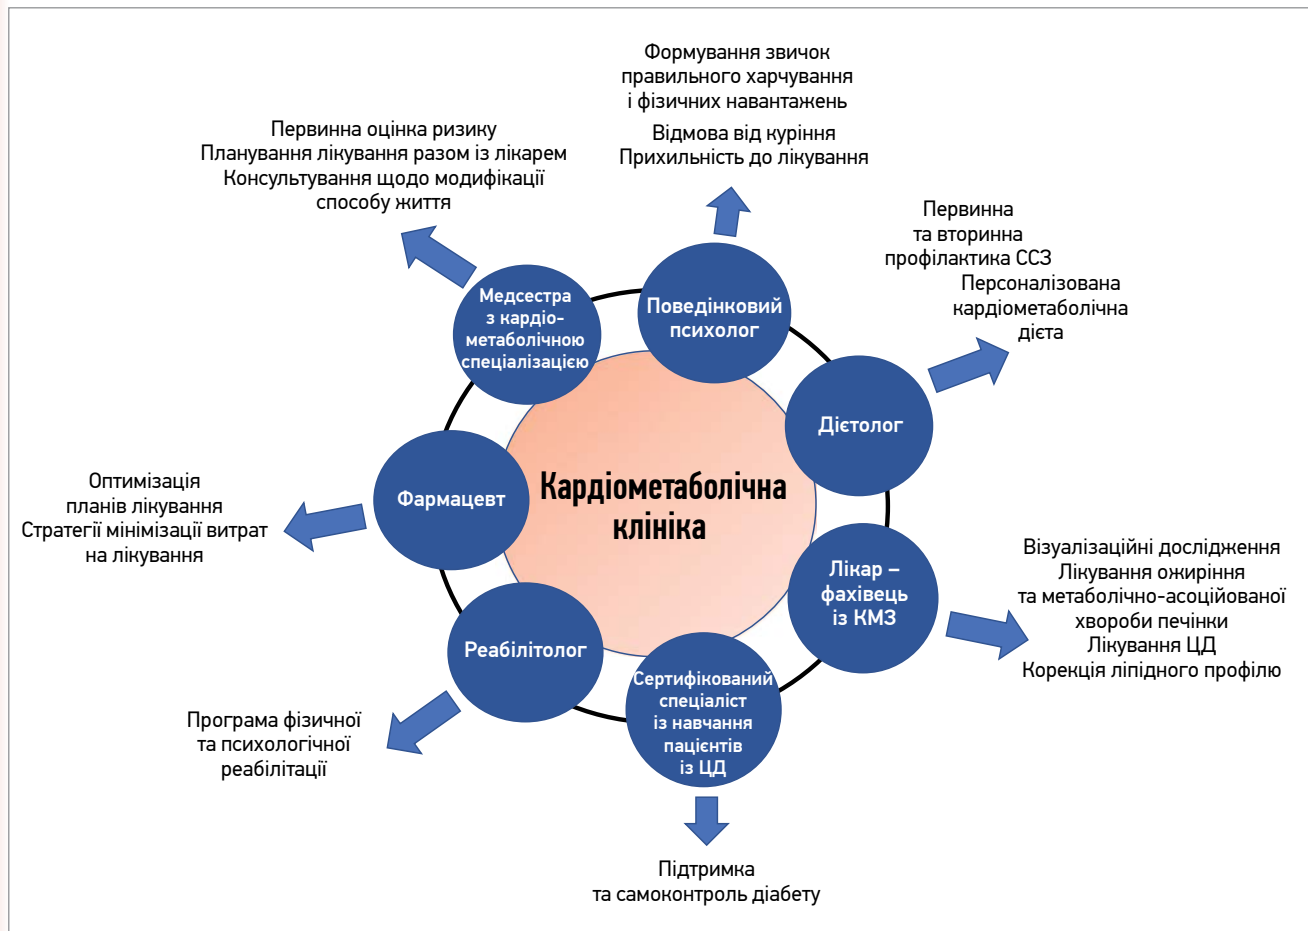 Формування звичок
правильного харчування
і фізичних навантажень
Відмова від куріння
Прихильність до лікування
Первинна оцінка ризику
Планування лікування разом із лікарем
Консультування щодо модифікації
способу життя
Первинна
та вторинна
профілактика ССЗ
Персоналізована
кардіометаболічна
дієта
Медсестра
з кардіо-
метаболічною
спеціалізацією
Поведінковий
психолог
Дієтолог
Кардіометаболічна
клініка
Фармацевт
Оптимізація
планів лікування
Стратегії мінімізації витрат
на лікування
Лікар –
фахівець
із КМЗ
Візуалізаційні дослідження
Лікування ожиріння
та метаболічно-асоційованої
хвороби печінки
Лікування ЦД
Корекція ліпідного профілю
Реабілітолог
Сертифікований
спеціаліст
із навчання
пацієнтів
із ЦД
Програма фізичної
та психологічної
реабілітації
Підтримка
та самоконтроль діабету